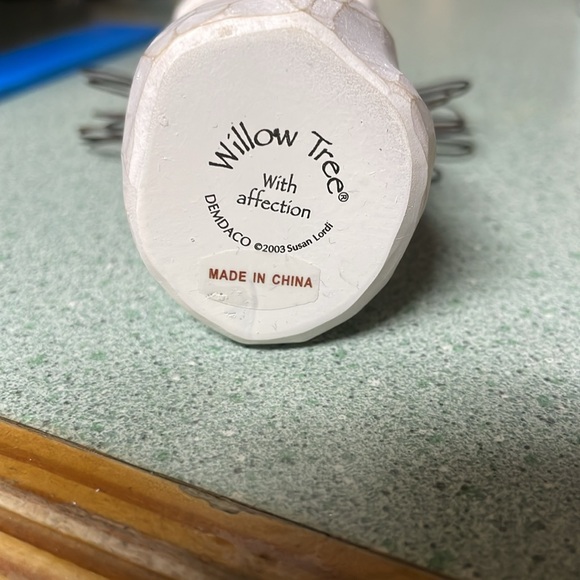 Willow Tree®
With
affection
DEMDACO ©2003 Susan Lordi
MADE IN CHINA